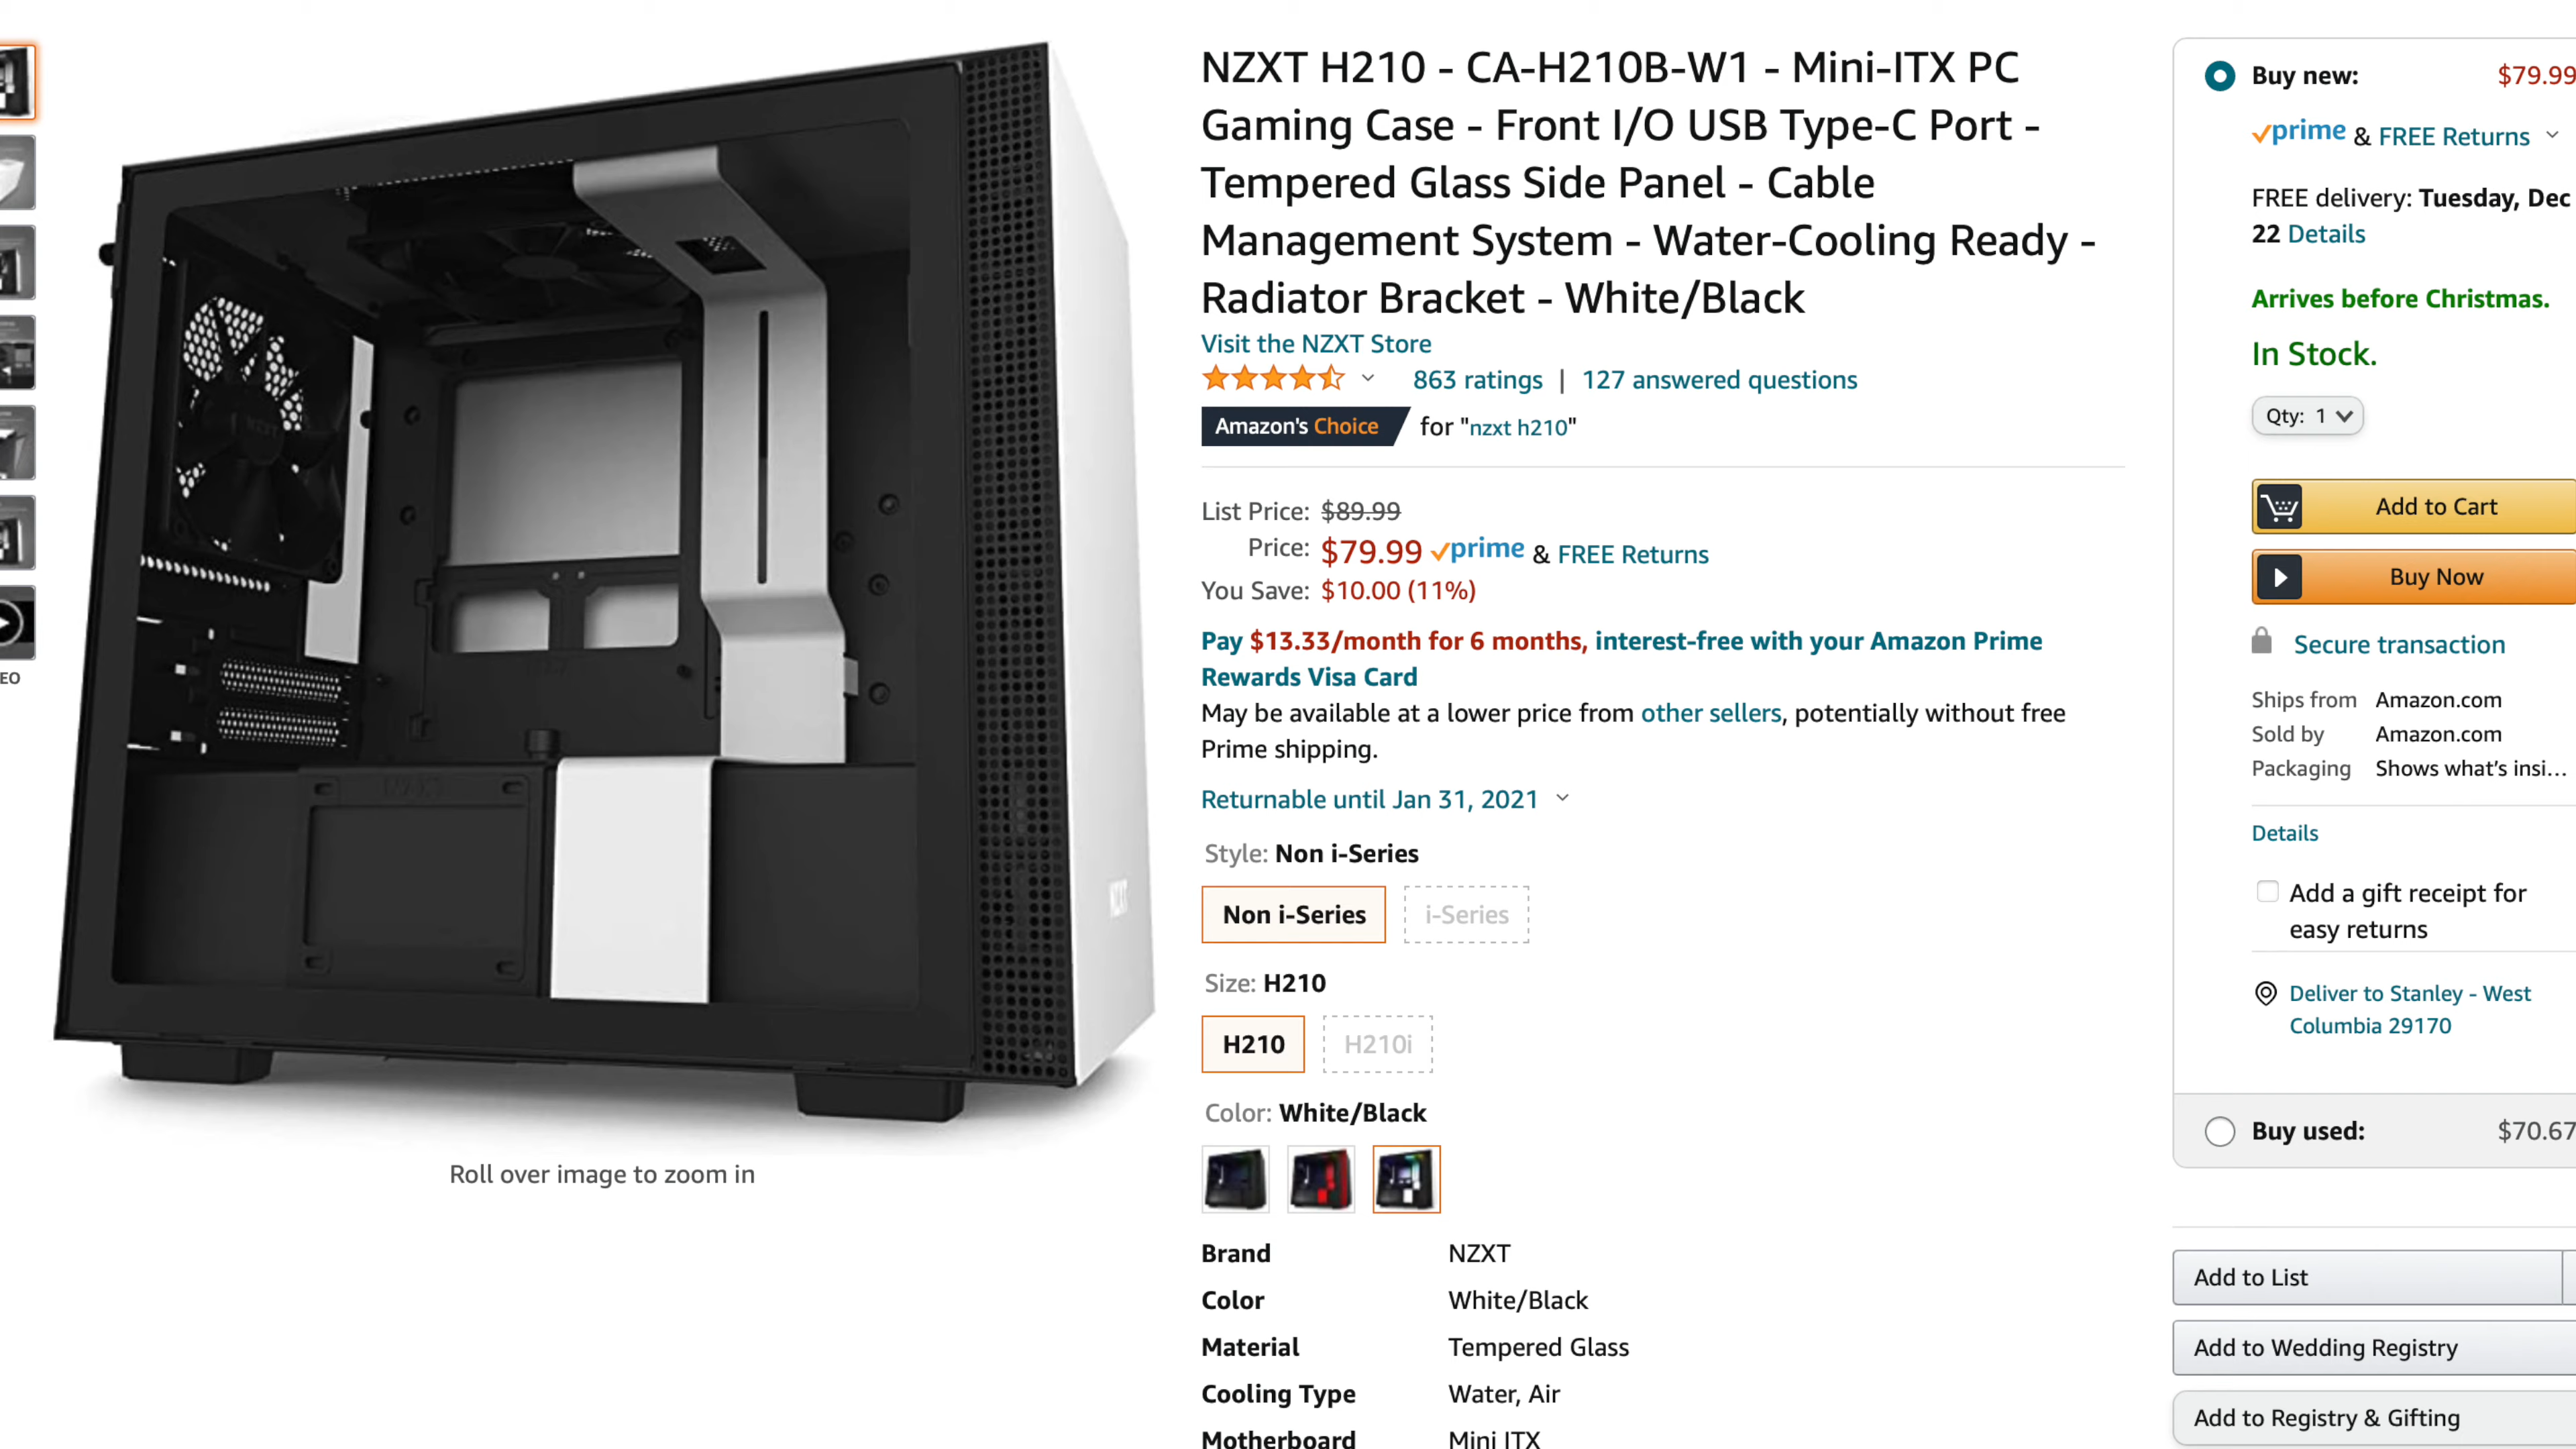 NZXT H210 - CA-H210B-W1 - Mini-ITX PC
Gaming Case - Front I/O USB Type-C Port -
Tempered Glass Side Panel - Cable
Management System - Water-Cooling Ready -
Radiator Bracket - White/Black
Visit the NZXT Store
863 ratings | 127 answered questions
Amazon's Choice for "nzxt h210"
List Price: $89.99
Price: $79.99 prime & FREE Returns
You Save: $10.00 (11%)
Pay $13.33/month for 6 months, interest-free with your Amazon Prime
Rewards Visa Card
May be available at a lower price from other sellers, potentially without free
Prime shipping.
Returnable until Jan 31, 2021
Style: Non i-Series
Non i-Series i-Series
Size: H210
H210 H210i
Color: White/Black
Brand NZXT
Color White/Black
Material Tempered Glass
Cooling Type Water, Air
Motherboard Mini ITX
EO
NZXT
Roll over image to zoom in
Buy new: $79.99
prime & FREE Returns
FREE delivery: Tuesday, Dec
22 Details
Arrives before Christmas.
In Stock.
Qty: 1
Add to Cart
Buy Now
Secure transaction
Ships from Amazon.com
Sold by Amazon.com
Packaging Shows what's insi...
Details
Add a gift receipt for
easy returns
Deliver to Stanley - West
Columbia 29170
Buy used: $70.67
Add to List
Add to Wedding Registry
Add to Registry & Gifting